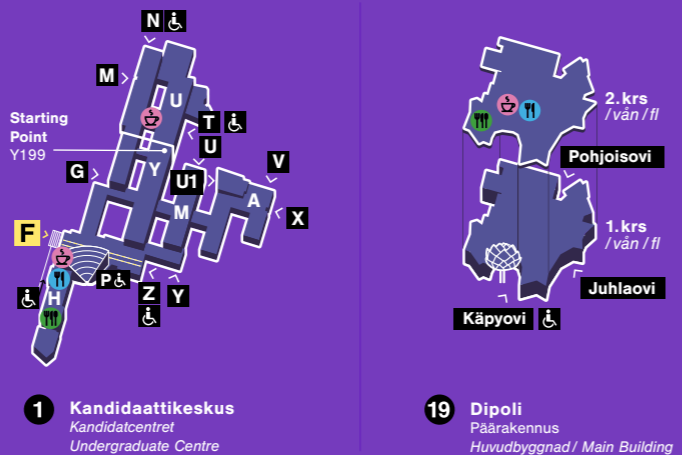 N
M
U
Starting
Point
Y199
T
U
Y
G
U1
V
A
M
X
F
P
Z
Y
H
1 Kandidaattikeskus
Kandidatcentret
Undergraduate Centre
2. krs
/ vån / fl
Pohjoisovi
1. krs
/ vån / fl
Juhlaovi
Käpyovi
19 Dipoli
Päärakennus
Huvudbyggnad / Main Building